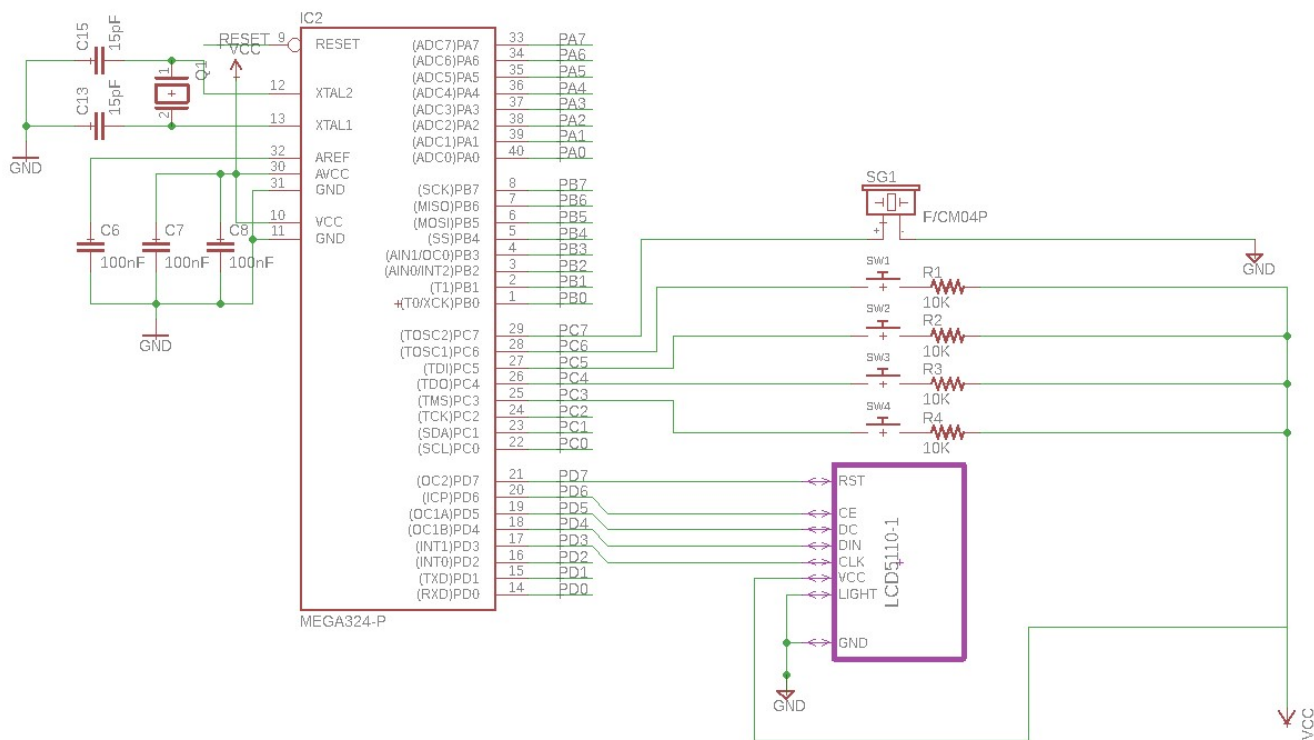 IC2
C15
15pF
C13
15pF
1
2
Q1
GND
RESET
VCC
9
RESET
12
XTAL2
13
XTAL1
32
AREF
30
AVCC
31
GND
10
VCC
11
GND
C6
100nF
C7
100nF
C8
100nF
GND
(ADC7)PA7 33 PA7
(ADC6)PA6 34 PA6
(ADC5)PA5 35 PA5
(ADC4)PA4 36 PA4
(ADC3)PA3 37 PA3
(ADC2)PA2 38 PA2
(ADC1)PA1 39 PA1
(ADC0)PA0 40 PA0
(SCK)PB7 8 PB7
(MISO)PB6 7 PB6
(MOSI)PB5 6 PB5
(SS)PB4 5 PB4
(AIN1/OC0)PB3 4 PB3
(AIN0/INT2)PB2 3 PB2
(T1)PB1 2 PB1
(T0/XCK)PB0 1 PB0
(TOSC2)PC7 29 PC7
(TOSC1)PC6 28 PC6
(TDI)PC5 27 PC5
(TDO)PC4 26 PC4
(TMS)PC3 25 PC3
(TCK)PC2 24 PC2
(SDA)PC1 23 PC1
(SCL)PC0 22 PC0
(OC2)PD7 21 PD7
(ICP)PD6 20 PD6
(OC1A)PD5 19 PD5
(OC1B)PD4 18 PD4
(INT1)PD3 17 PD3
(INT0)PD2 16 PD2
(TXD)PD1 15 PD1
(RXD)PD0 14 PD0
MEGA324-P
SG1
F/CM04P
+
-
GND
SW1
R1
10K
SW2
R2
10K
SW3
R3
10K
SW4
R4
10K
RST
CE
DC
DIN
CLK
VCC
LIGHT
GND
LCD5110-1
GND
VCC